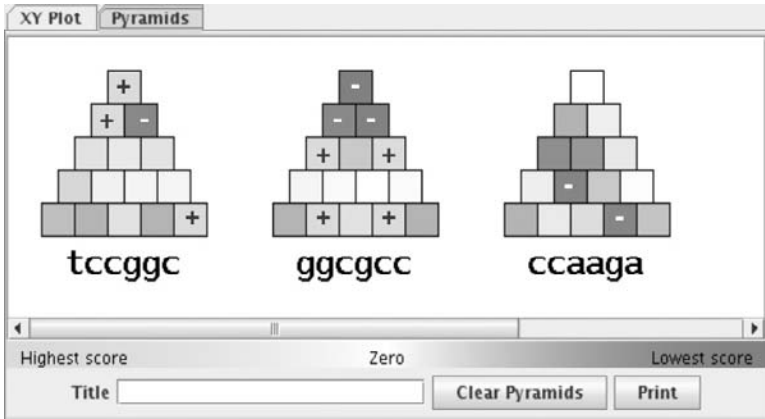 XY Plot Pyramids
+
+ -
+
tccggc
-
- -
+ +
+ +
ggcgcc
-
-
ccaaga
Highest score Zero Lowest score
Title Clear Pyramids Print